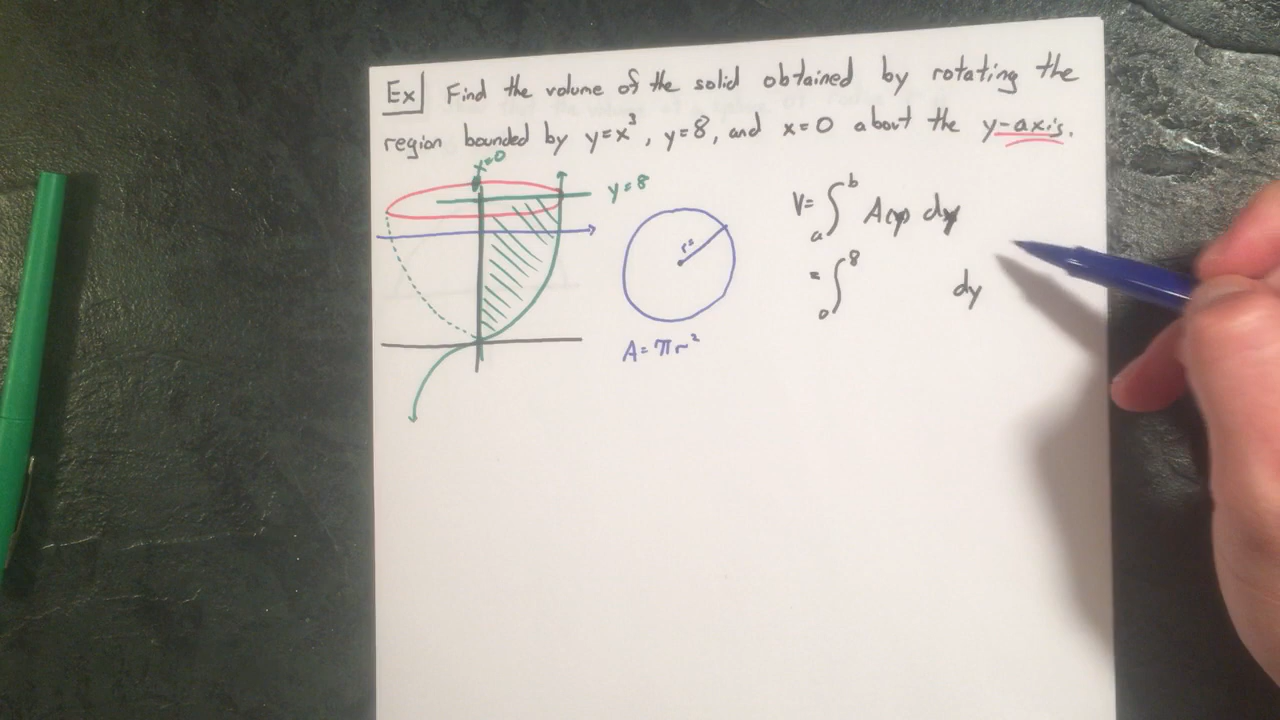 Ex Find the volume of the solid obtained by rotating the
region bounded by y=x³, y=8, and x=0 about the y-axis.
x=0
y=8
r=
A=πr²
V= ∫ₐᵇ A(y) dy
= ∫₀⁸ dy